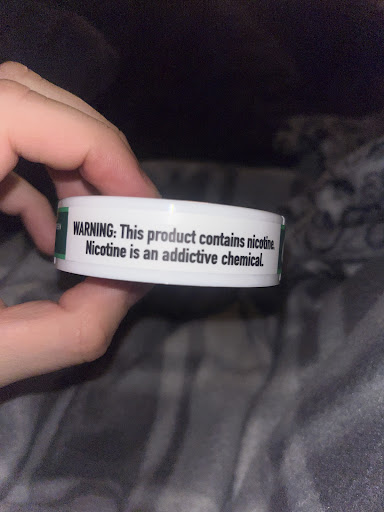 WARNING: This product contains nicotine.
Nicotine is an addictive chemical.